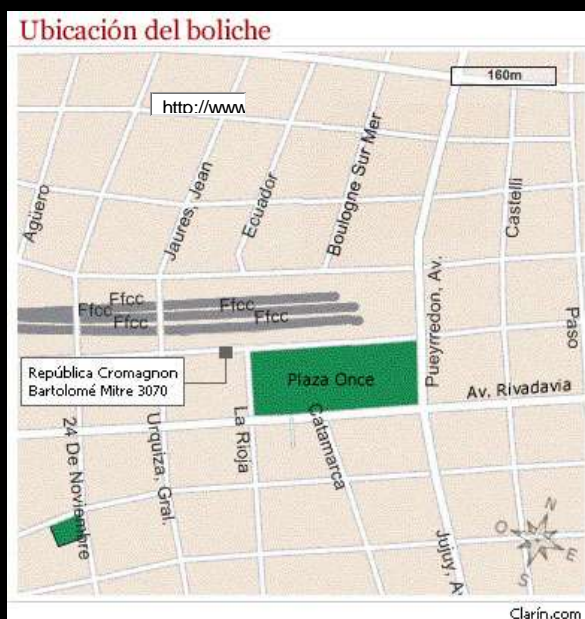 Ubicación del boliche
160m
http://www
Agüero
Jaures, Jean
Ecuador
Boulogne Sur Mer
Pueyrredon, Av.
Castelli
Paso
Ffcc
Ffcc
Ffcc
Ffcc
Ffcc
República Cromagnon
Bartolomé Mitre 3070
Plaza Once
Av. Rivadavia
24 De Noviembre
Urquiza, Gral.
La Rioja
Catamarca
Jujuy, A
N
O
E
S
Clarín.com